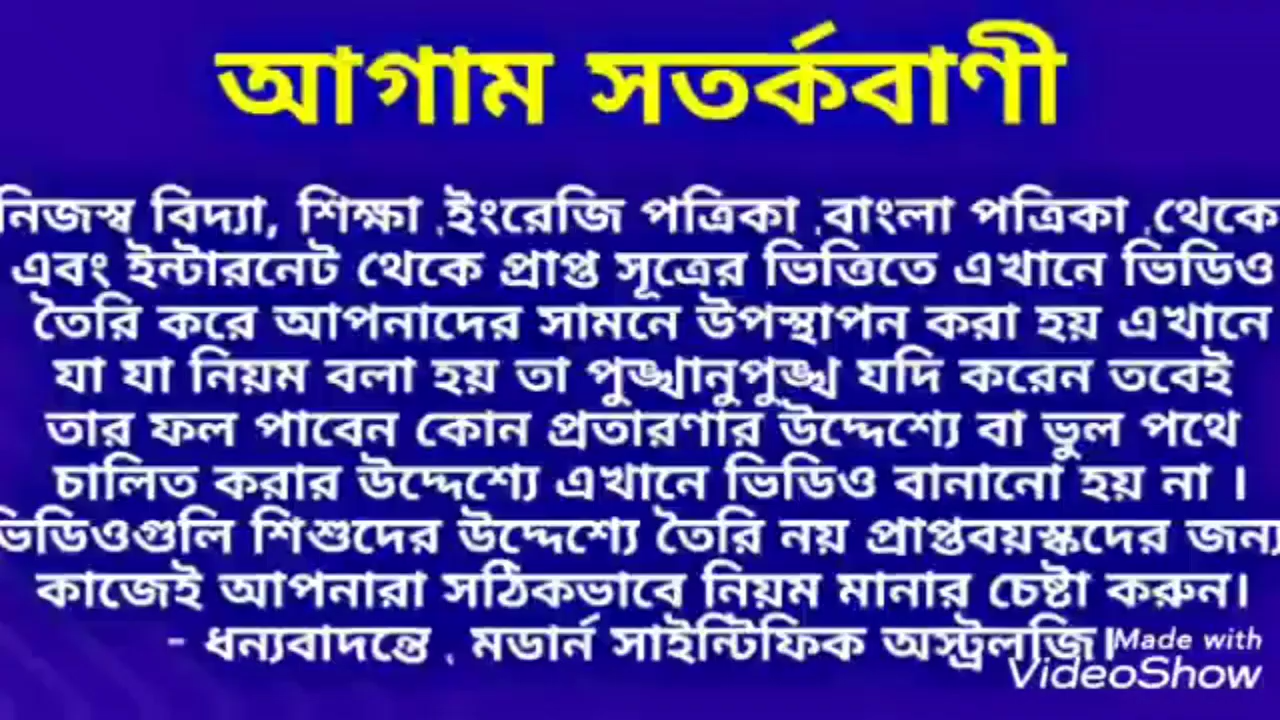 আগাম সতর্কবাণী
নিজস্ব বিদ্যা, শিক্ষা ,ইংরেজি পত্রিকা ,বাংলা পত্রিকা ,থেকে
এবং ইন্টারনেট থেকে প্রাপ্ত সূত্রের ভিত্তিতে এখানে ভিডিও
তৈরি করে আপনাদের সামনে উপস্থাপন করা হয় এখানে
যা যা নিয়ম বলা হয় তা পুঙ্খানুপুঙ্খ যদি করেন তবেই
তার ফল পাবেন কোন প্রতারণার উদ্দেশ্যে বা ভুল পথে
চালিত করার উদ্দেশ্যে এখানে ভিডিও বানানো হয় না ।
ভিডিওগুলি শিশুদের উদ্দেশ্যে তৈরি নয় প্রাপ্তবয়স্কদের জন্য
কাজেই আপনারা সঠিকভাবে নিয়ম মানার চেষ্টা করুন।
- ধন্যবাদন্তে , মডার্ন সাইন্টিফিক অস্ট্রলজি।
Made with
VideoShow